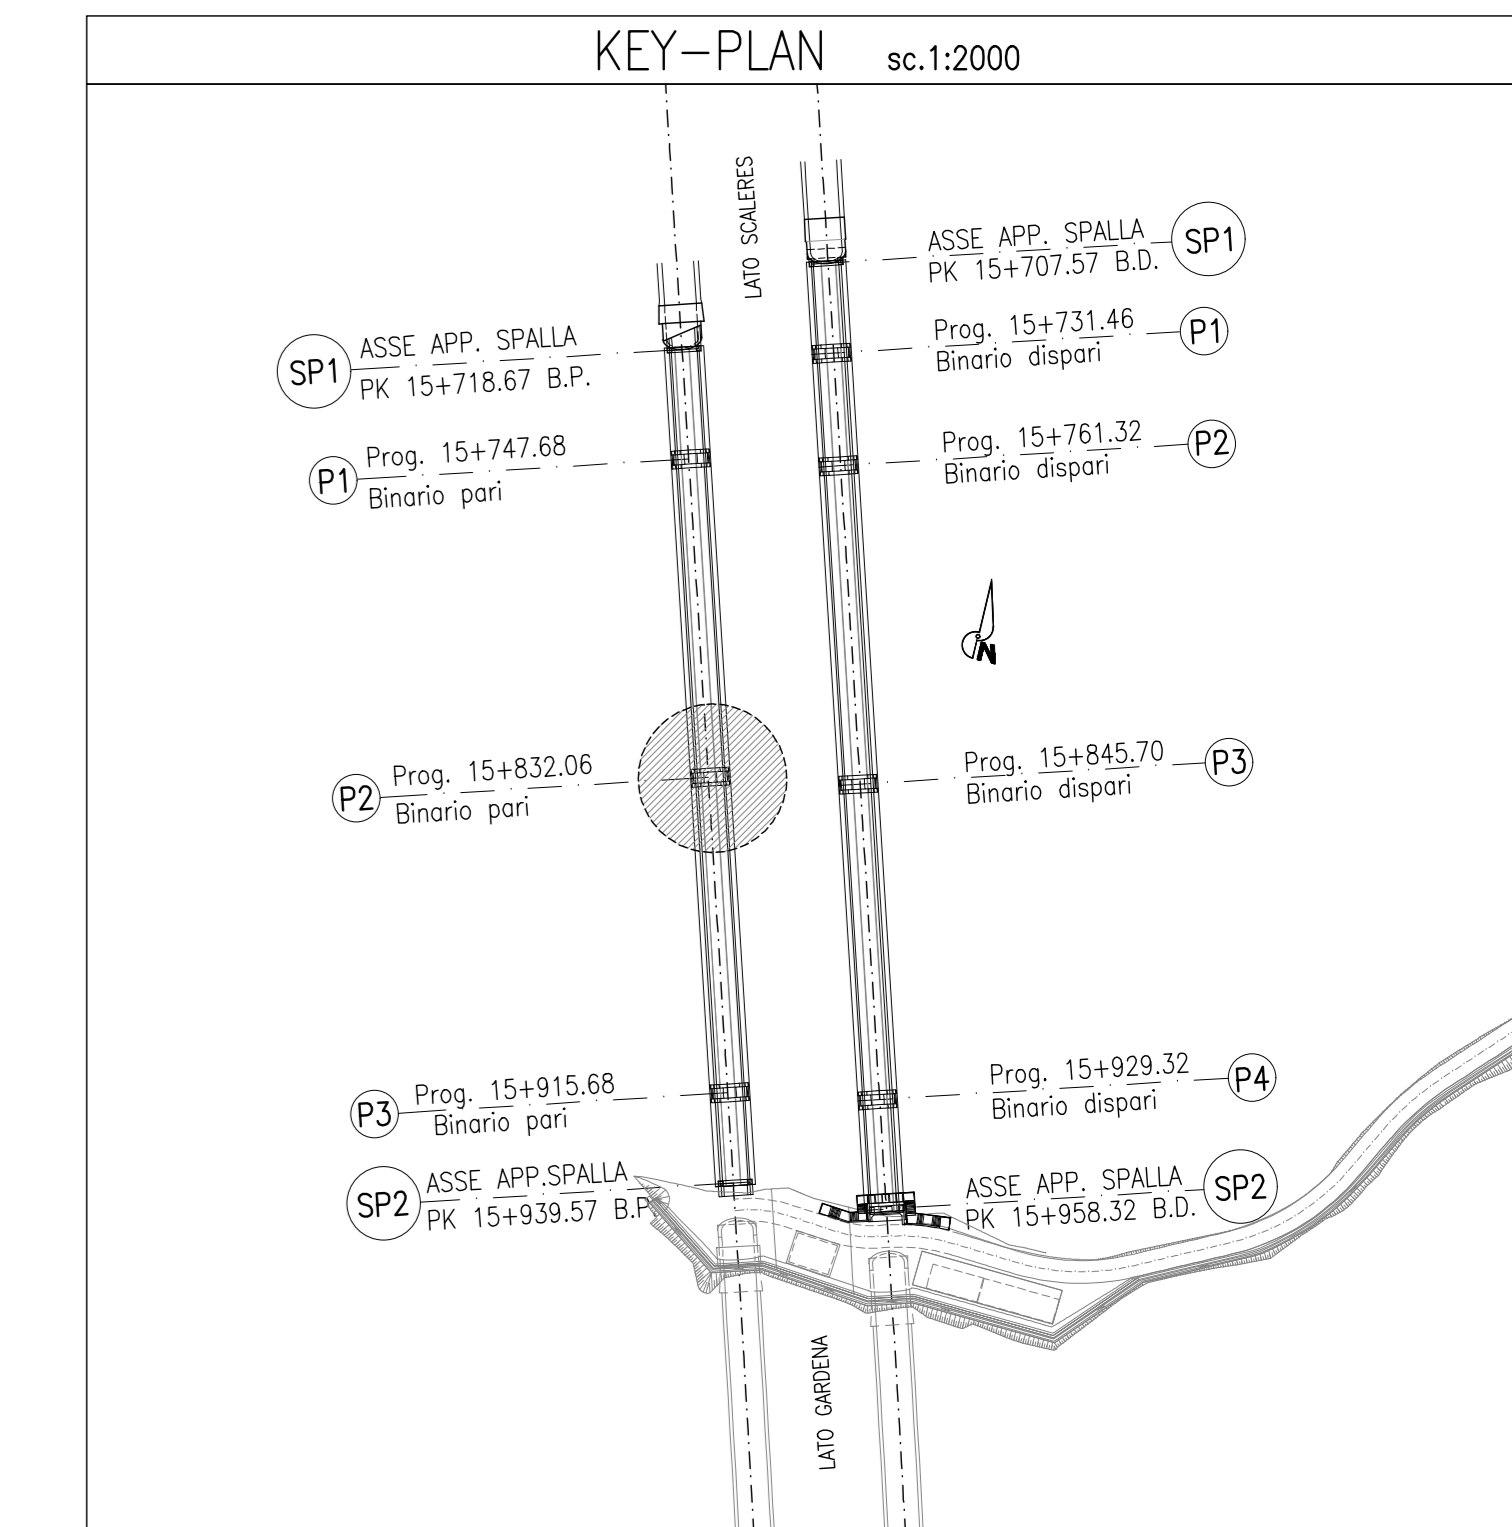 KEY-PLAN sc.1:2000
LATO SCALERES
ASSE APP. SPALLA
PK 15+707.57 B.D.
SP1
Prog. 15+731.46
Binario dispari
P1
SP1
ASSE APP. SPALLA
PK 15+718.67 B.P.
Prog. 15+761.32
Binario dispari
P2
P1
Prog. 15+747.68
Binario pari
N
P2
Prog. 15+832.06
Binario pari
Prog. 15+845.70
Binario dispari
P3
P3
Prog. 15+915.68
Binario pari
Prog. 15+929.32
Binario dispari
P4
SP2
ASSE APP.SPALLA
PK 15+939.57 B.P
ASSE APP. SPALLA
PK 15+958.32 B.D.
SP2
LATO GARDENA